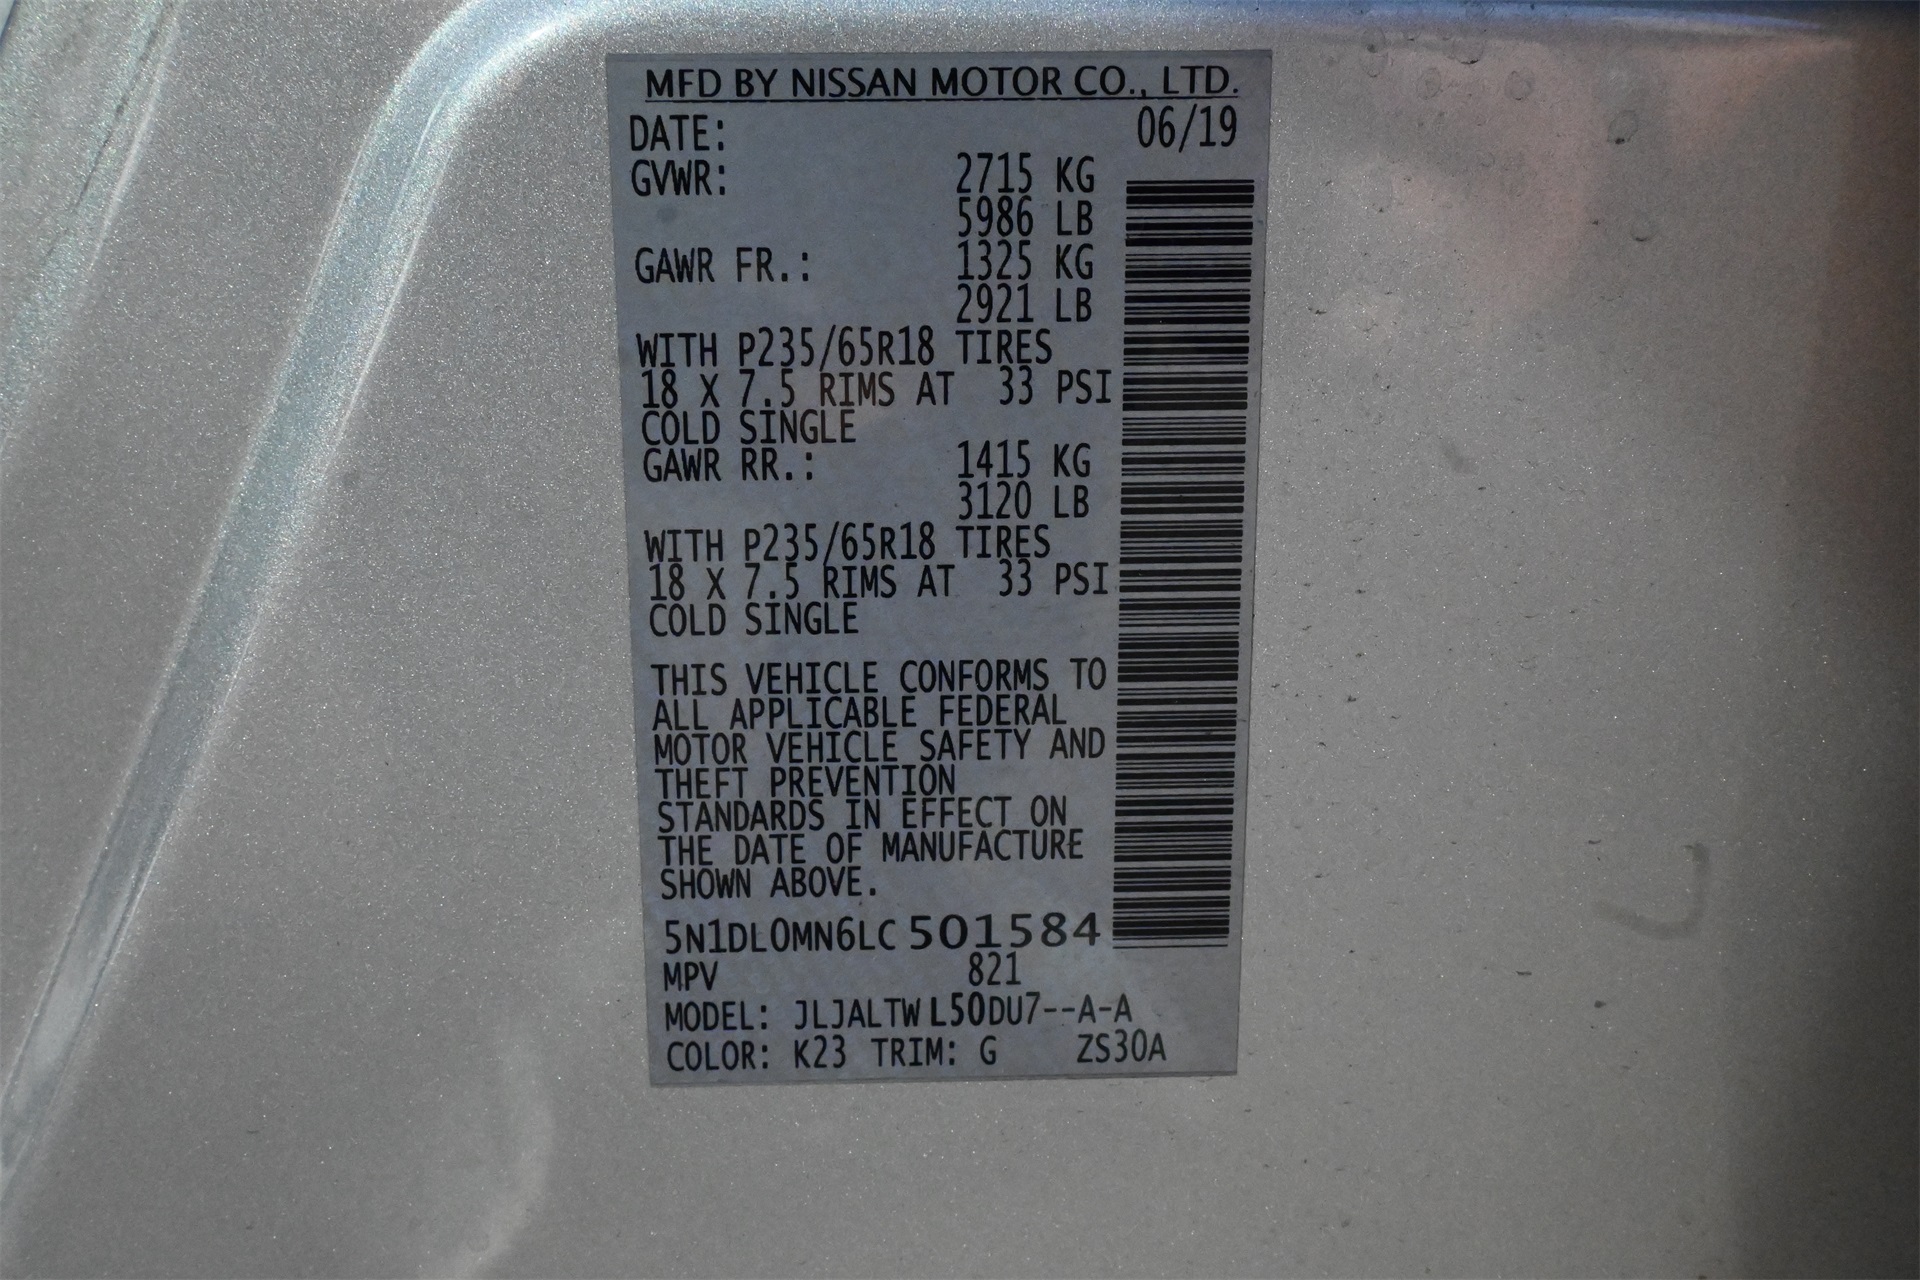 MFD BY NISSAN MOTOR CO., LTD.
DATE: 06/19
GVWR: 2715 KG
5986 LB
GAWR FR.: 1325 KG
2921 LB
WITH P235/65R18 TIRES
18 X 7.5 RIMS AT 33 PSI
COLD SINGLE
GAWR RR.: 1415 KG
3120 LB
WITH P235/65R18 TIRES
18 X 7.5 RIMS AT 33 PSI
COLD SINGLE
THIS VEHICLE CONFORMS TO
ALL APPLICABLE FEDERAL
MOTOR VEHICLE SAFETY AND
THEFT PREVENTION
STANDARDS IN EFFECT ON
THE DATE OF MANUFACTURE
SHOWN ABOVE.
5N1DL0MN6LC 501584
MPV 821
MODEL: JLJALTW L50DU7--A-A
COLOR: K23 TRIM: G ZS30A